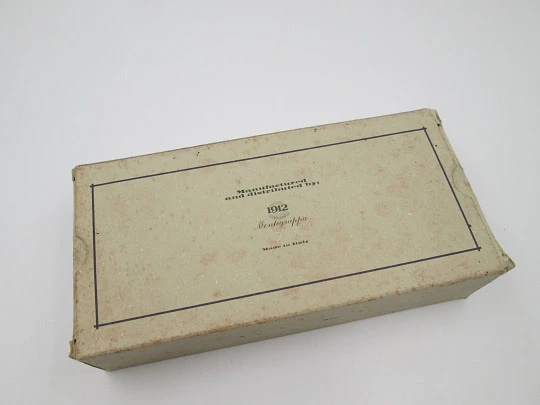 Manufactured
and distributed by:
1912
Montegrappa
Made in Italy